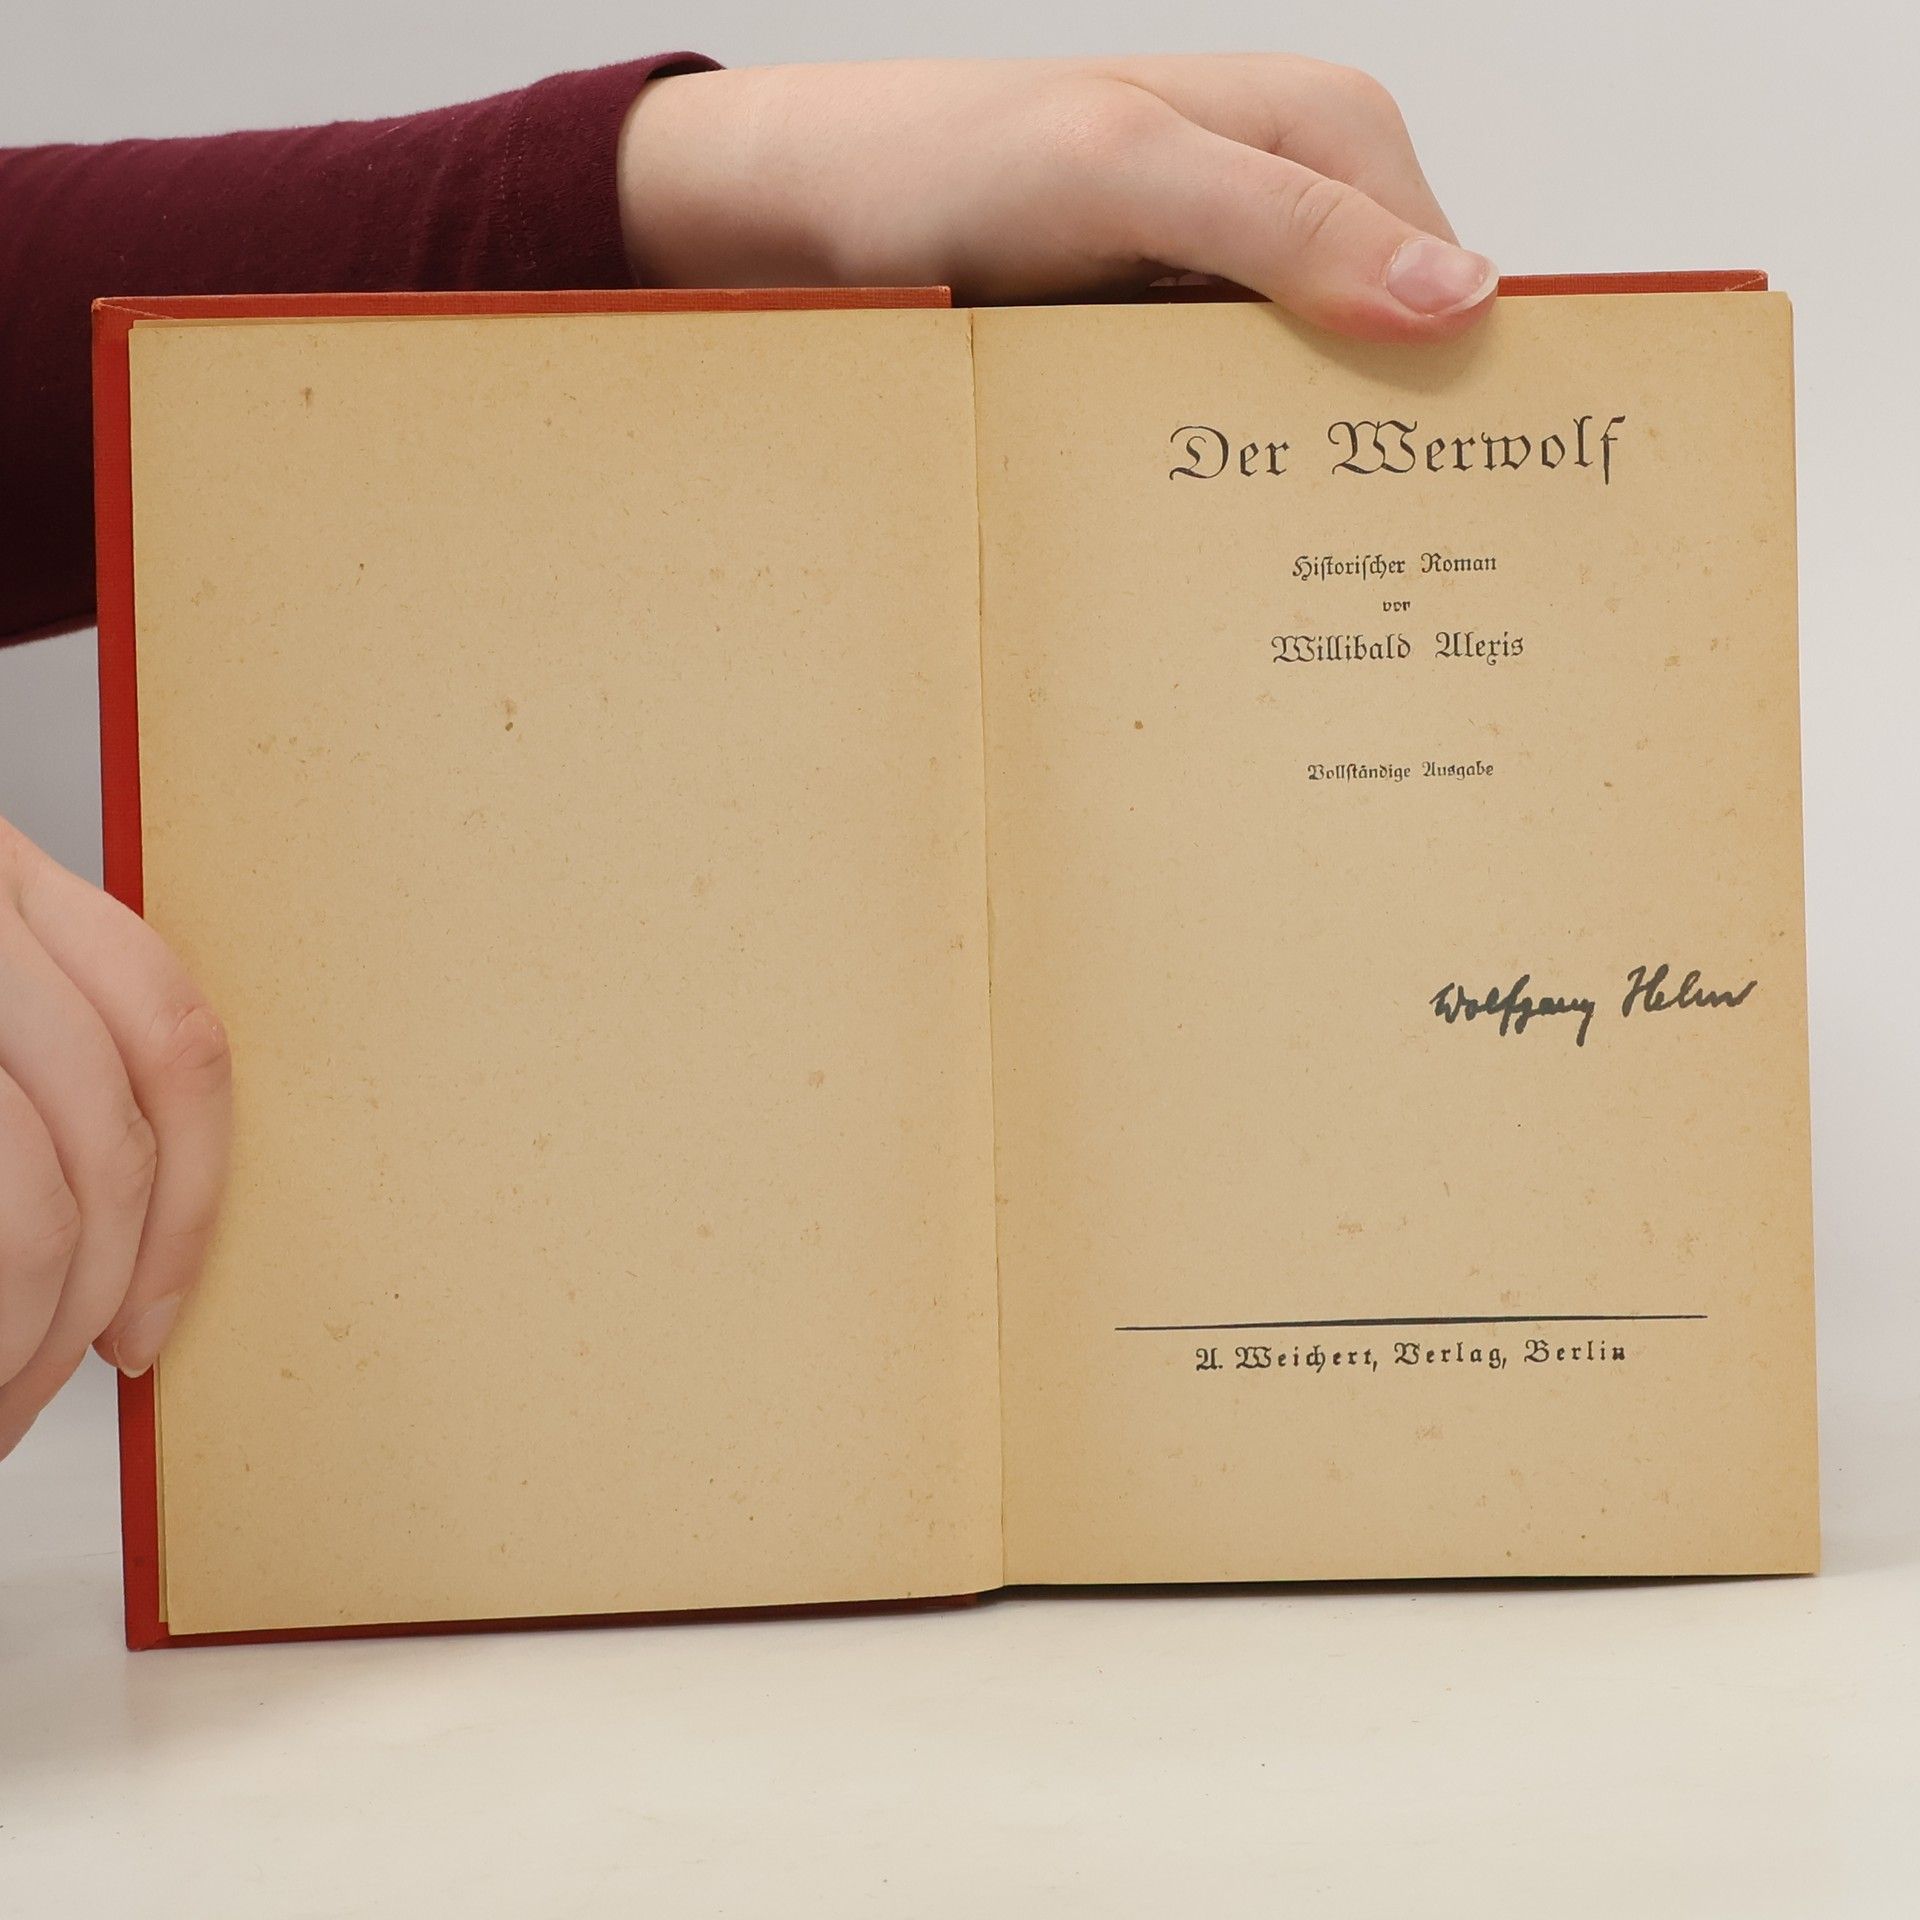 Der Werwolf
Historischer Roman
von
Willibald Alexis
Vollständige Ausgabe
Wolfgang Helm
A. Weichert, Verlag, Berlin